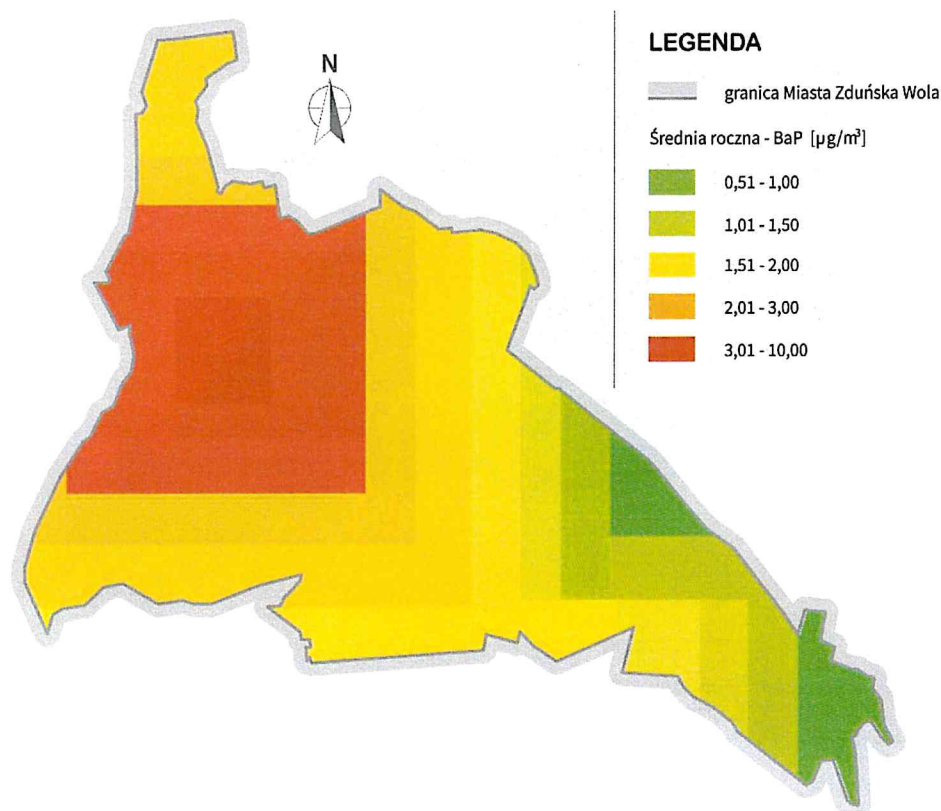 N
LEGENDA
granica Miasta Zduńska Wola
Średnia roczna - BaP [µg/m³]
0,51 - 1,00
1,01 - 1,50
1,51 - 2,00
2,01 - 3,00
3,01 - 10,00